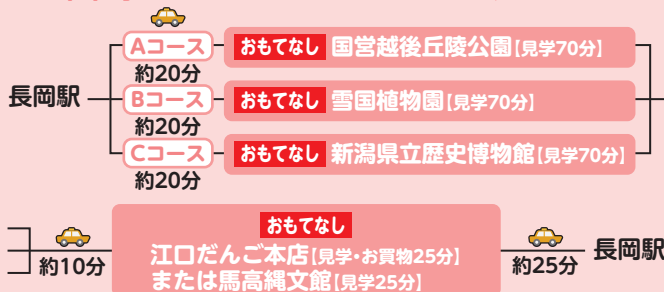 Aコース おもてなし 国営越後丘陵公園【見学70分】
約20分
長岡駅 Bコース おもてなし 雪国植物園【見学70分】
約20分
Cコース おもてなし 新潟県立歴史博物館【見学70分】
約20分
おもてなし
江口だんご本店【見学・お買物25分】
または馬高縄文館【見学25分】
約10分
約25分
長岡駅